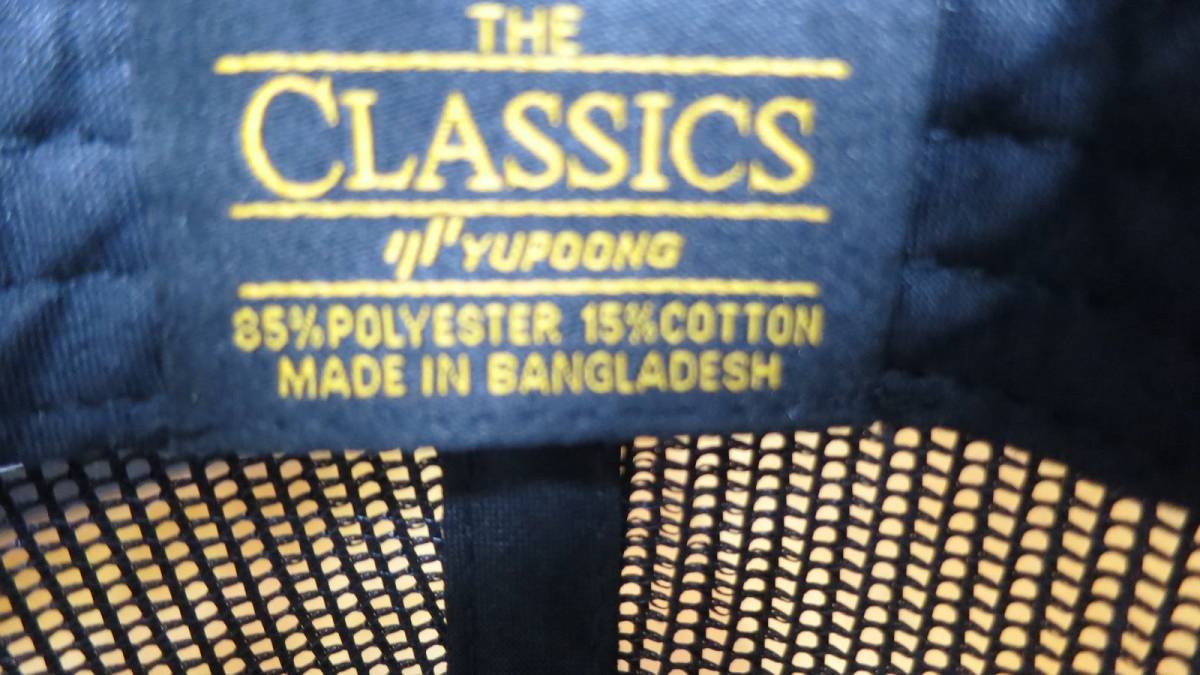 THE
CLASSICS
YUPOONG
85%POLYESTER 15%COTTON
MADE IN BANGLADESH